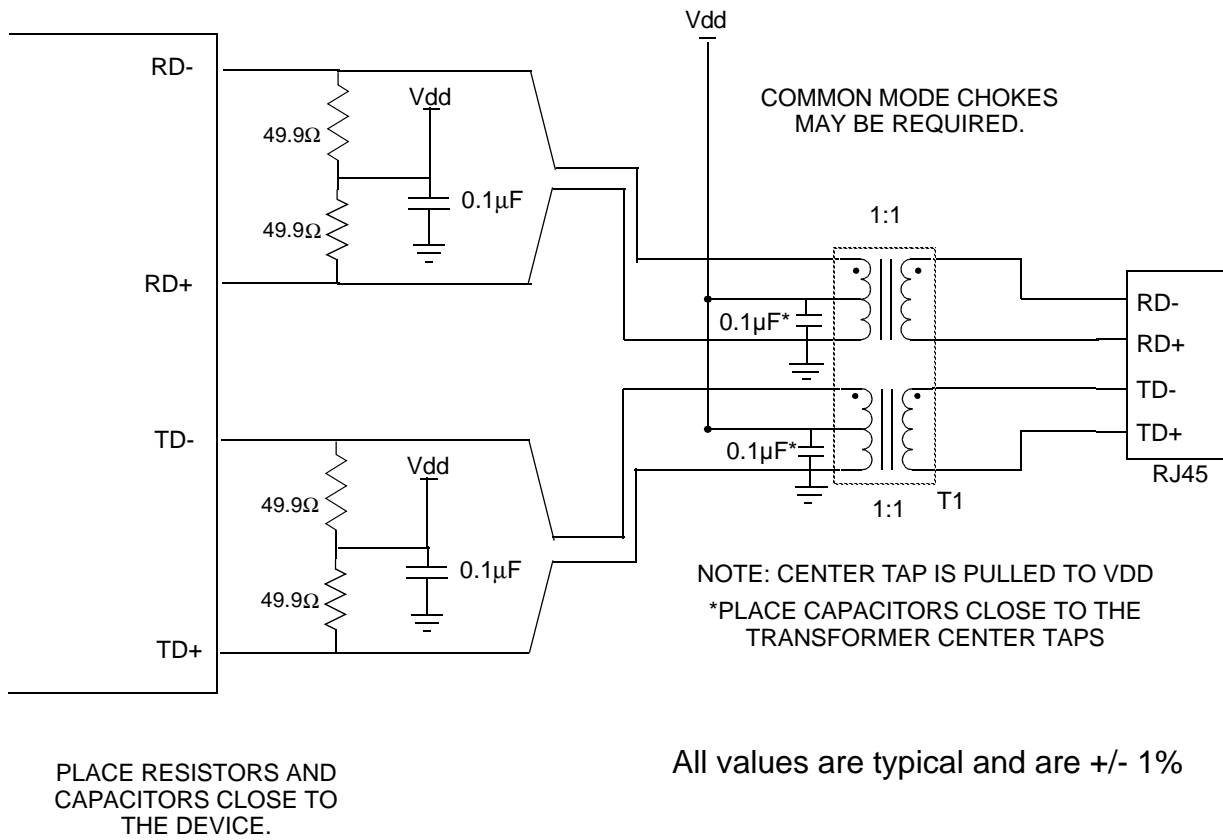 Vdd
RD-
Vdd
COMMON MODE CHOKES
MAY BE REQUIRED.
49.9Ω
0.1µF
49.9Ω
1:1
RD+
RD-
0.1µF*
RD+
TD-
TD-
TD+
0.1µF*
Vdd
RJ45
49.9Ω
1:1
T1
0.1µF
NOTE: CENTER TAP IS PULLED TO VDD
49.9Ω
*PLACE CAPACITORS CLOSE TO THE
TRANSFORMER CENTER TAPS
TD+
All values are typical and are +/- 1%
PLACE RESISTORS AND
CAPACITORS CLOSE TO
THE DEVICE.